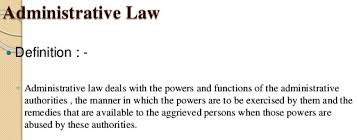 Administrative Law
• Definition : -
Administrative law deals with the powers and functions of the administrative
authorities , the manner in which the powers are to be exercised by them and the
remedies that are available to the aggrieved persons when those powers are
abused by these authorities.